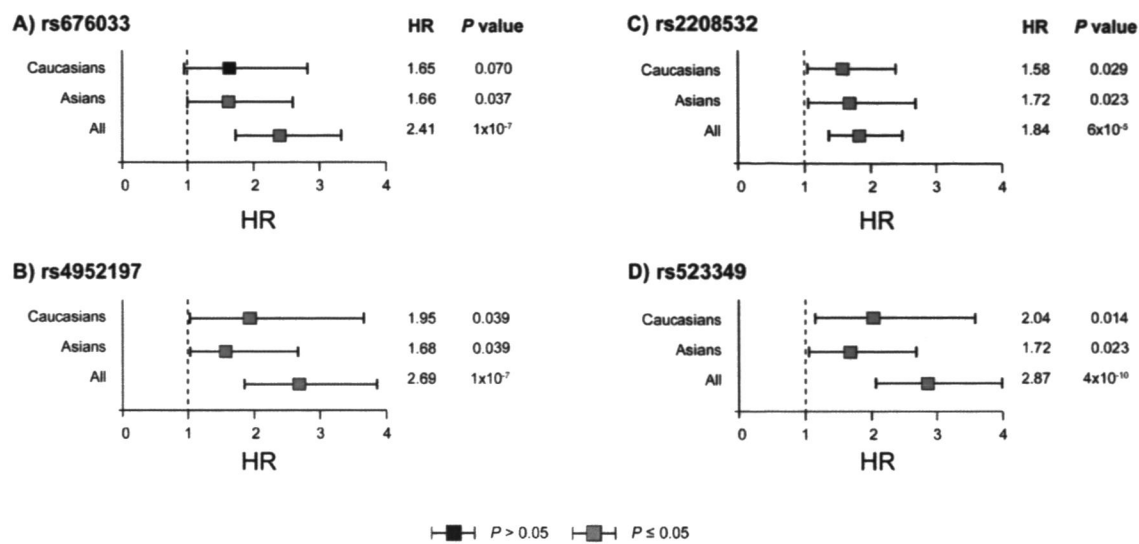 A) rs676033 HR P value
Caucasians 1.65 0.070
Asians 1.66 0.037
All 2.41 1x10⁻⁷
0 1 2 3 4
HR
B) rs4952197
Caucasians 1.95 0.039
Asians 1.68 0.039
All 2.69 1x10⁻⁷
0 1 2 3 4
HR
C) rs2208532 HR P value
Caucasians 1.58 0.029
Asians 1.72 0.023
All 1.84 6x10⁻⁵
0 1 2 3 4
HR
D) rs523349
Caucasians 2.04 0.014
Asians 1.72 0.023
All 2.87 4x10⁻¹⁰
0 1 2 3 4
HR
P > 0.05 P ≤ 0.05